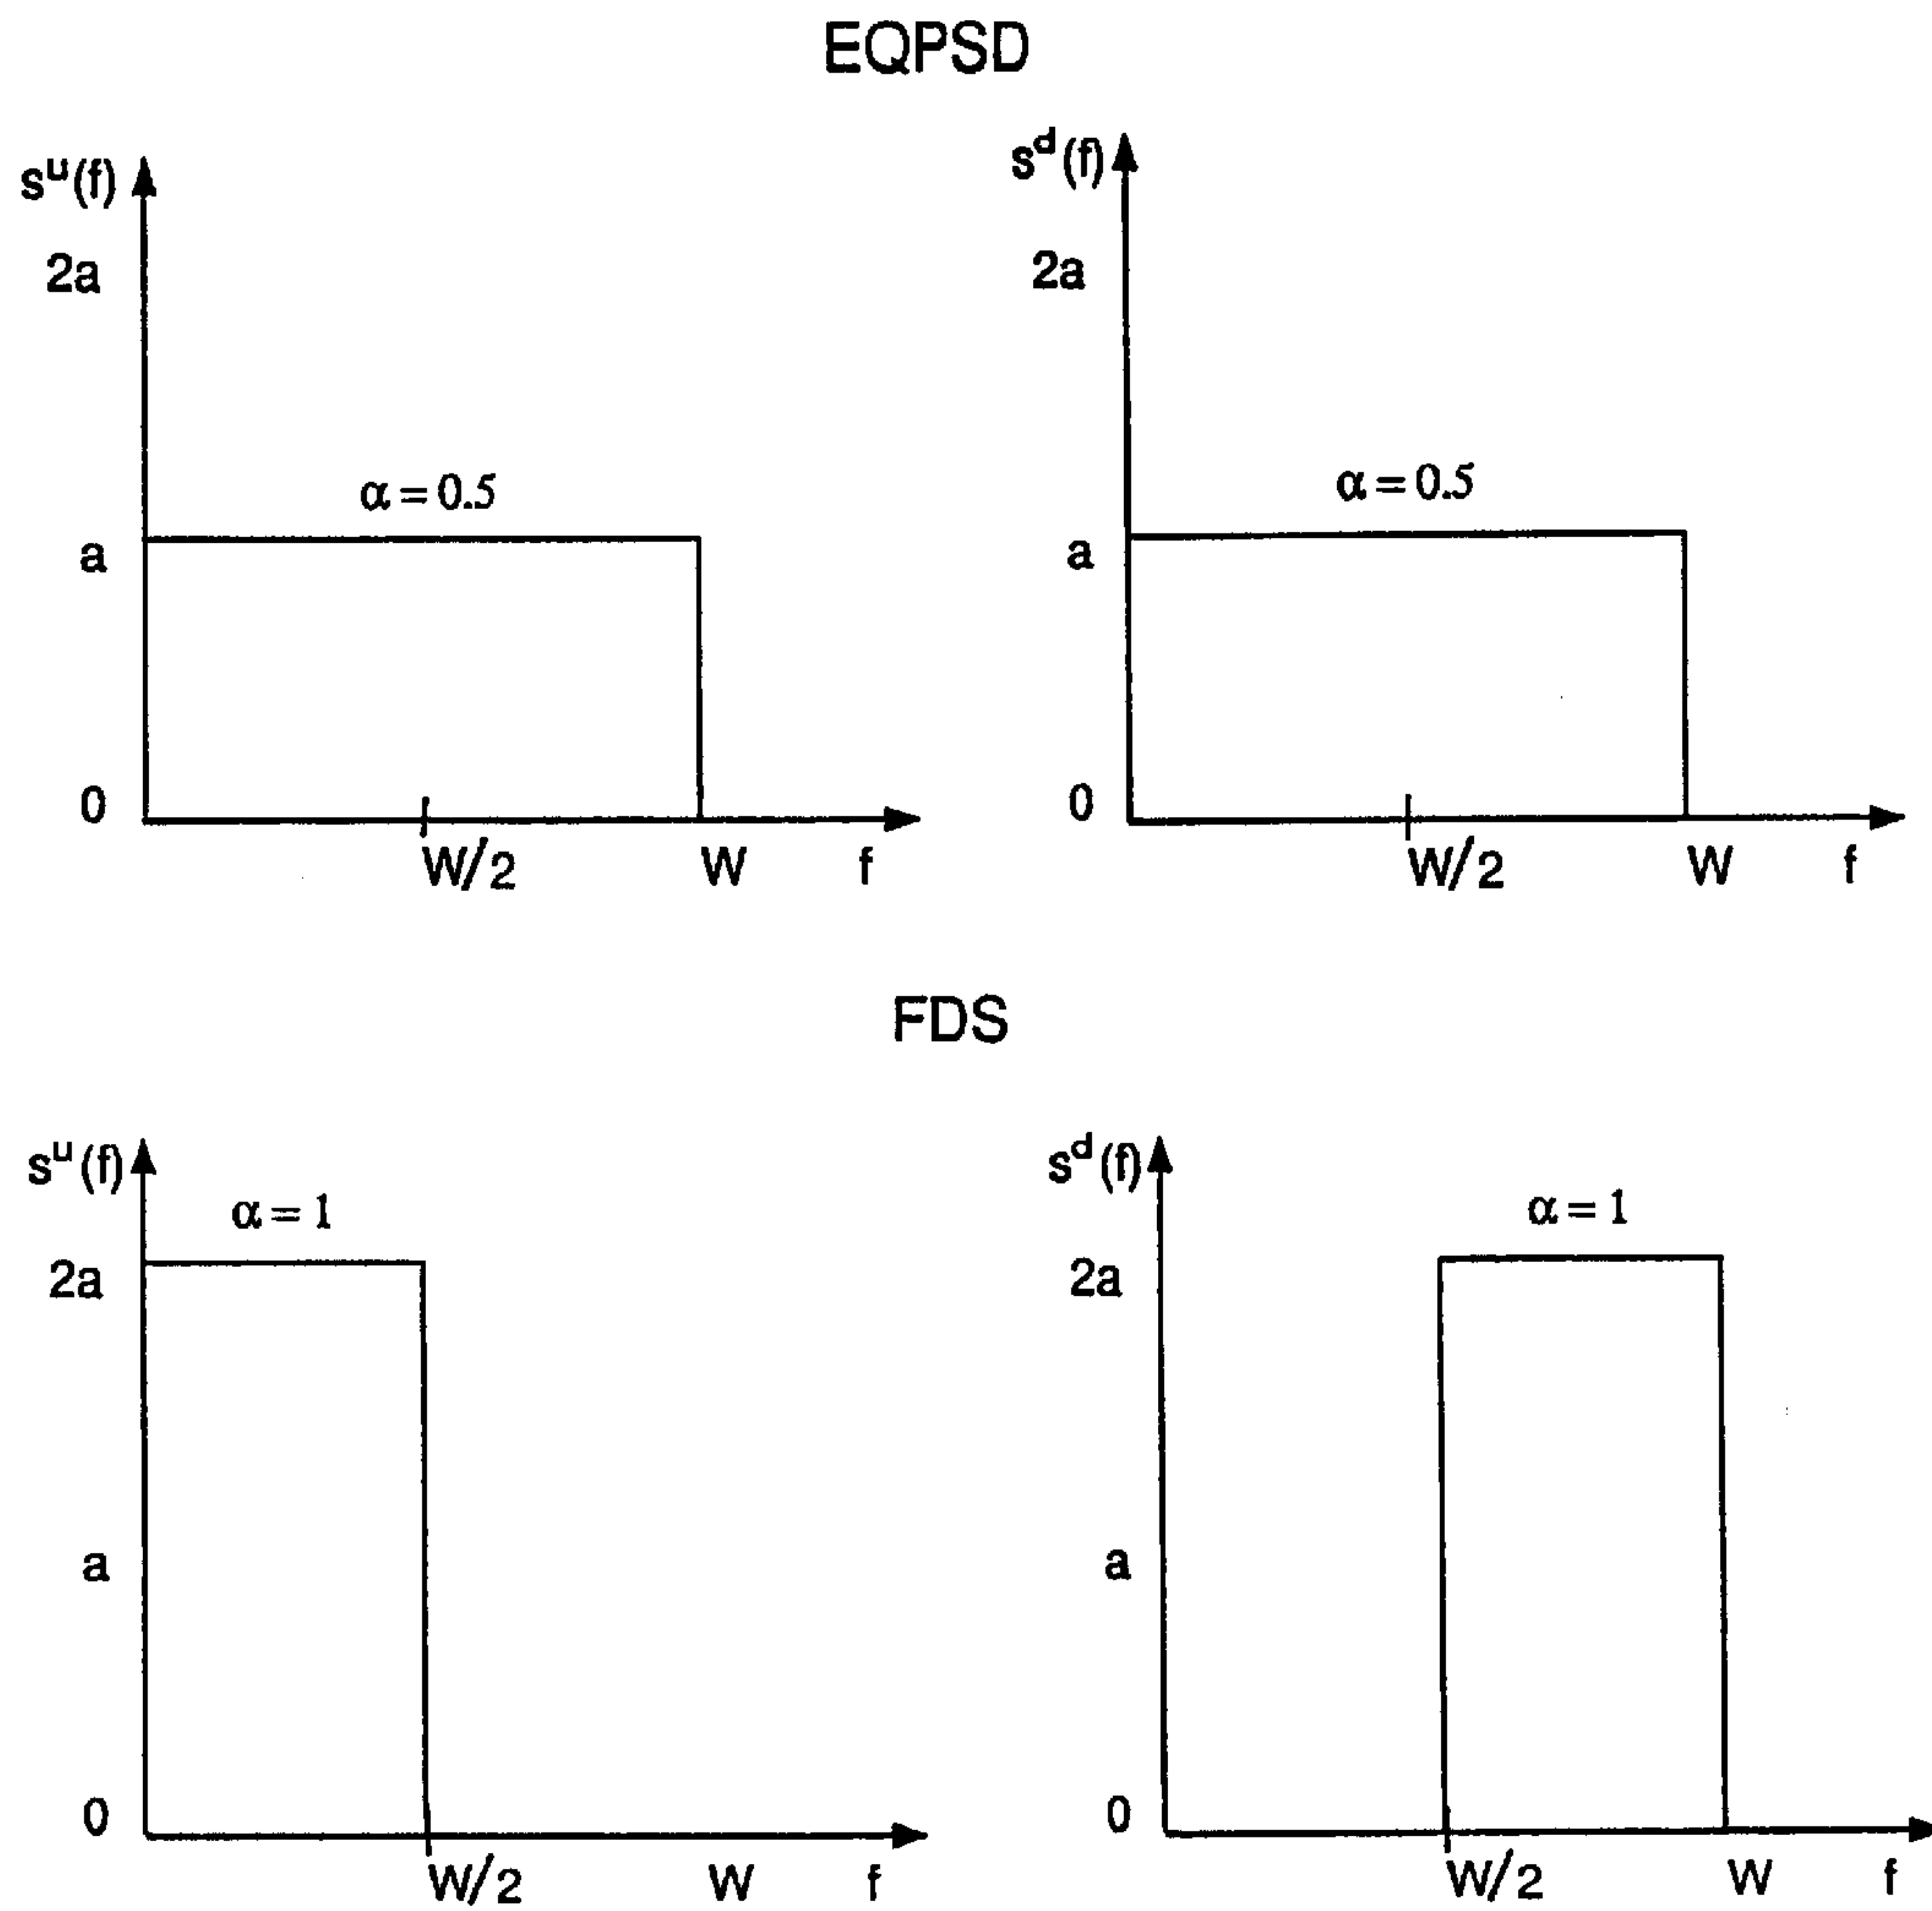 EQPSD
s^u(f)
2a
α = 0.5
a
0
W/2 W f
s^d(f)
2a
α = 0.5
a
0
W/2 W f
FDS
s^u(f)
α = 1
2a
a
0
W/2 W f
s^d(f)
α = 1
2a
a
0
W/2 W f